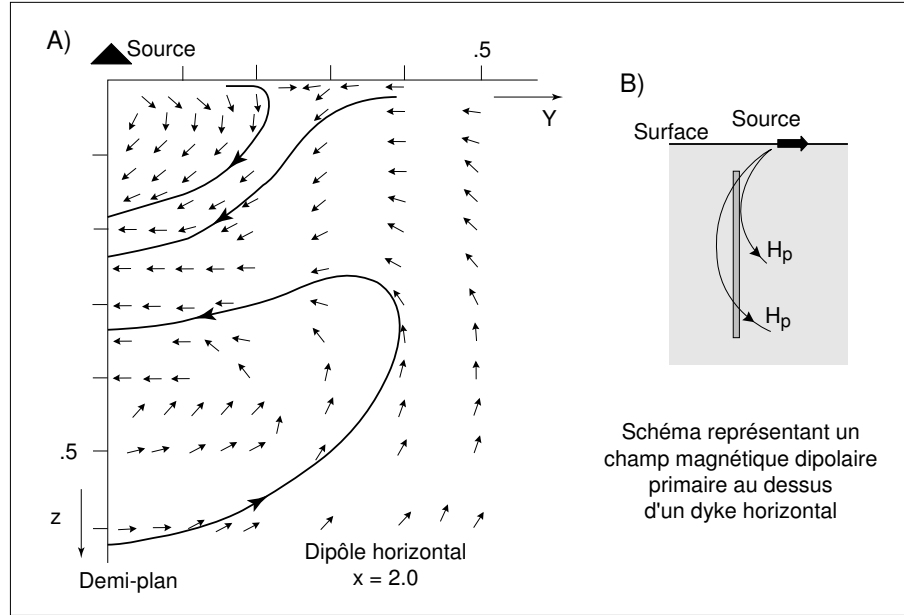 A)
Source
.5
Y
.5
z
Demi-plan
Dipôle horizontal
x = 2.0
B)
Surface
Source
Hp
Hp
Schéma représentant un
champ magnétique dipolaire
primaire au dessus
d'un dyke horizontal